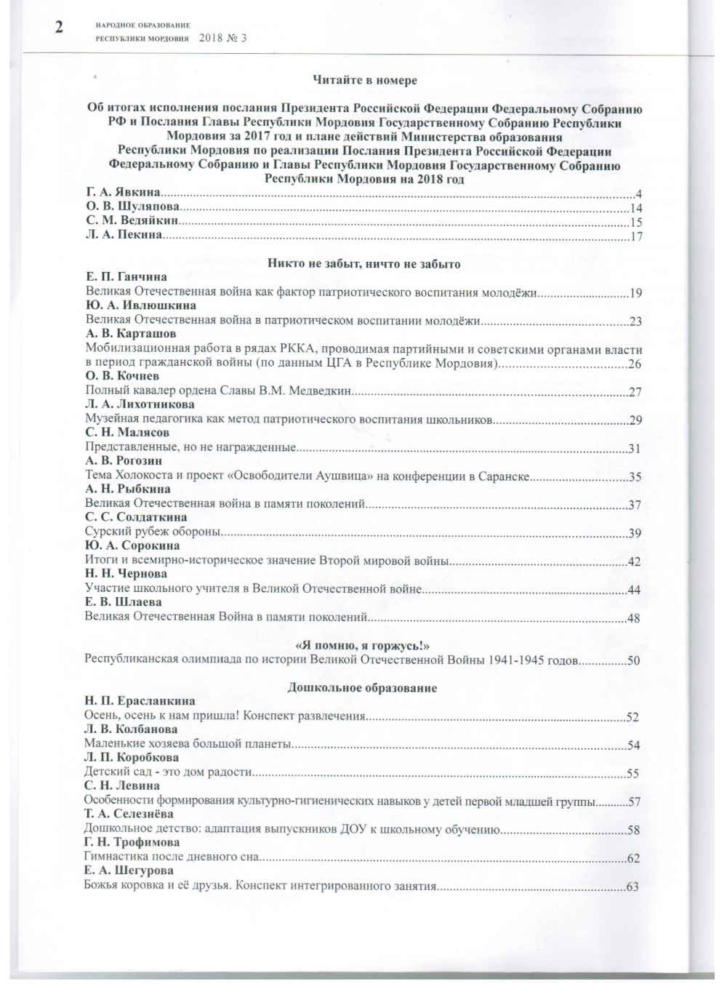 2
НАРОДНОЕ ОБРАЗОВАНИЕ
РЕСПУБЛИКИ МОРДОВИЯ 2018 № 3
Читайте в номере
Об итогах исполнения послания Президента Российской Федерации Федеральному Собранию
РФ и Послания Главы Республики Мордовия Государственному Собранию Республики
Мордовия за 2017 год и плане действий Министерства образования
Республики Мордовия по реализации Послания Президента Российской Федерации
Федеральному Собранию и Главы Республики Мордовия Государственному Собранию
Республики Мордовия на 2018 год
Г. А. Явкина....................4
О. В. Шуляпова....................14
С. М. Ведяйкин....................15
Л. А. Пекина....................17
Никто не забыт, ничто не забыто
Е. П. Ганчина
Великая Отечественная война как фактор патриотического воспитания молодёжи....................19
Ю. А. Ивлюшкина
Великая Отечественная война в патриотическом воспитании молодёжи....................23
А. В. Карташов
Мобилизационная работа в рядах РККА, проводимая партийными и советскими органами власти
в период гражданской войны (по данным ЦГА в Республике Мордовия)....................26
О. В. Кочнев
Полный кавалер ордена Славы В.М. Медведкин....................27
Л. А. Лихотникова
Музейная педагогика как метод патриотического воспитания школьников....................29
С. Н. Малясов
Представленные, но не награжденные....................31
А. В. Рогозин
Тема Холокоста и проект «Освободители Аушвица» на конференции в Саранске....................35
А. Н. Рыбкина
Великая Отечественная война в памяти поколений....................37
С. С. Солдаткина
Сурский рубеж обороны....................39
Ю. А. Сорокина
Итоги и всемирно-историческое значение Второй мировой войны....................42
Н. Н. Чернова
Участие школьного учителя в Великой Отечественной войне....................44
Е. В. Шлаева
Великая Отечественная Война в памяти поколений....................48
«Я помню, я горжусь!»
Республиканская олимпиада по истории Великой Отечественной Войны 1941-1945 годов..............50
Дошкольное образование
Н. П. Ерасланкина
Осень, осень к нам пришла! Конспект развлечения....................52
Л. В. Колбанова
Маленькие хозяева большой планеты....................54
Л. П. Коробкова
Детский сад - это дом радости....................55
С. Н. Левина
Особенности формирования культурно-гигиенических навыков у детей первой младшей группы..........57
Т. А. Селезнёва
Дошкольное детство: адаптация выпускников ДОУ к школьному обучению....................58
Г. Н. Трофимова
Гимнастика после дневного сна....................62
Е. А. Шегурова
Божья коровка и её друзья. Конспект интегрированного занятия....................63